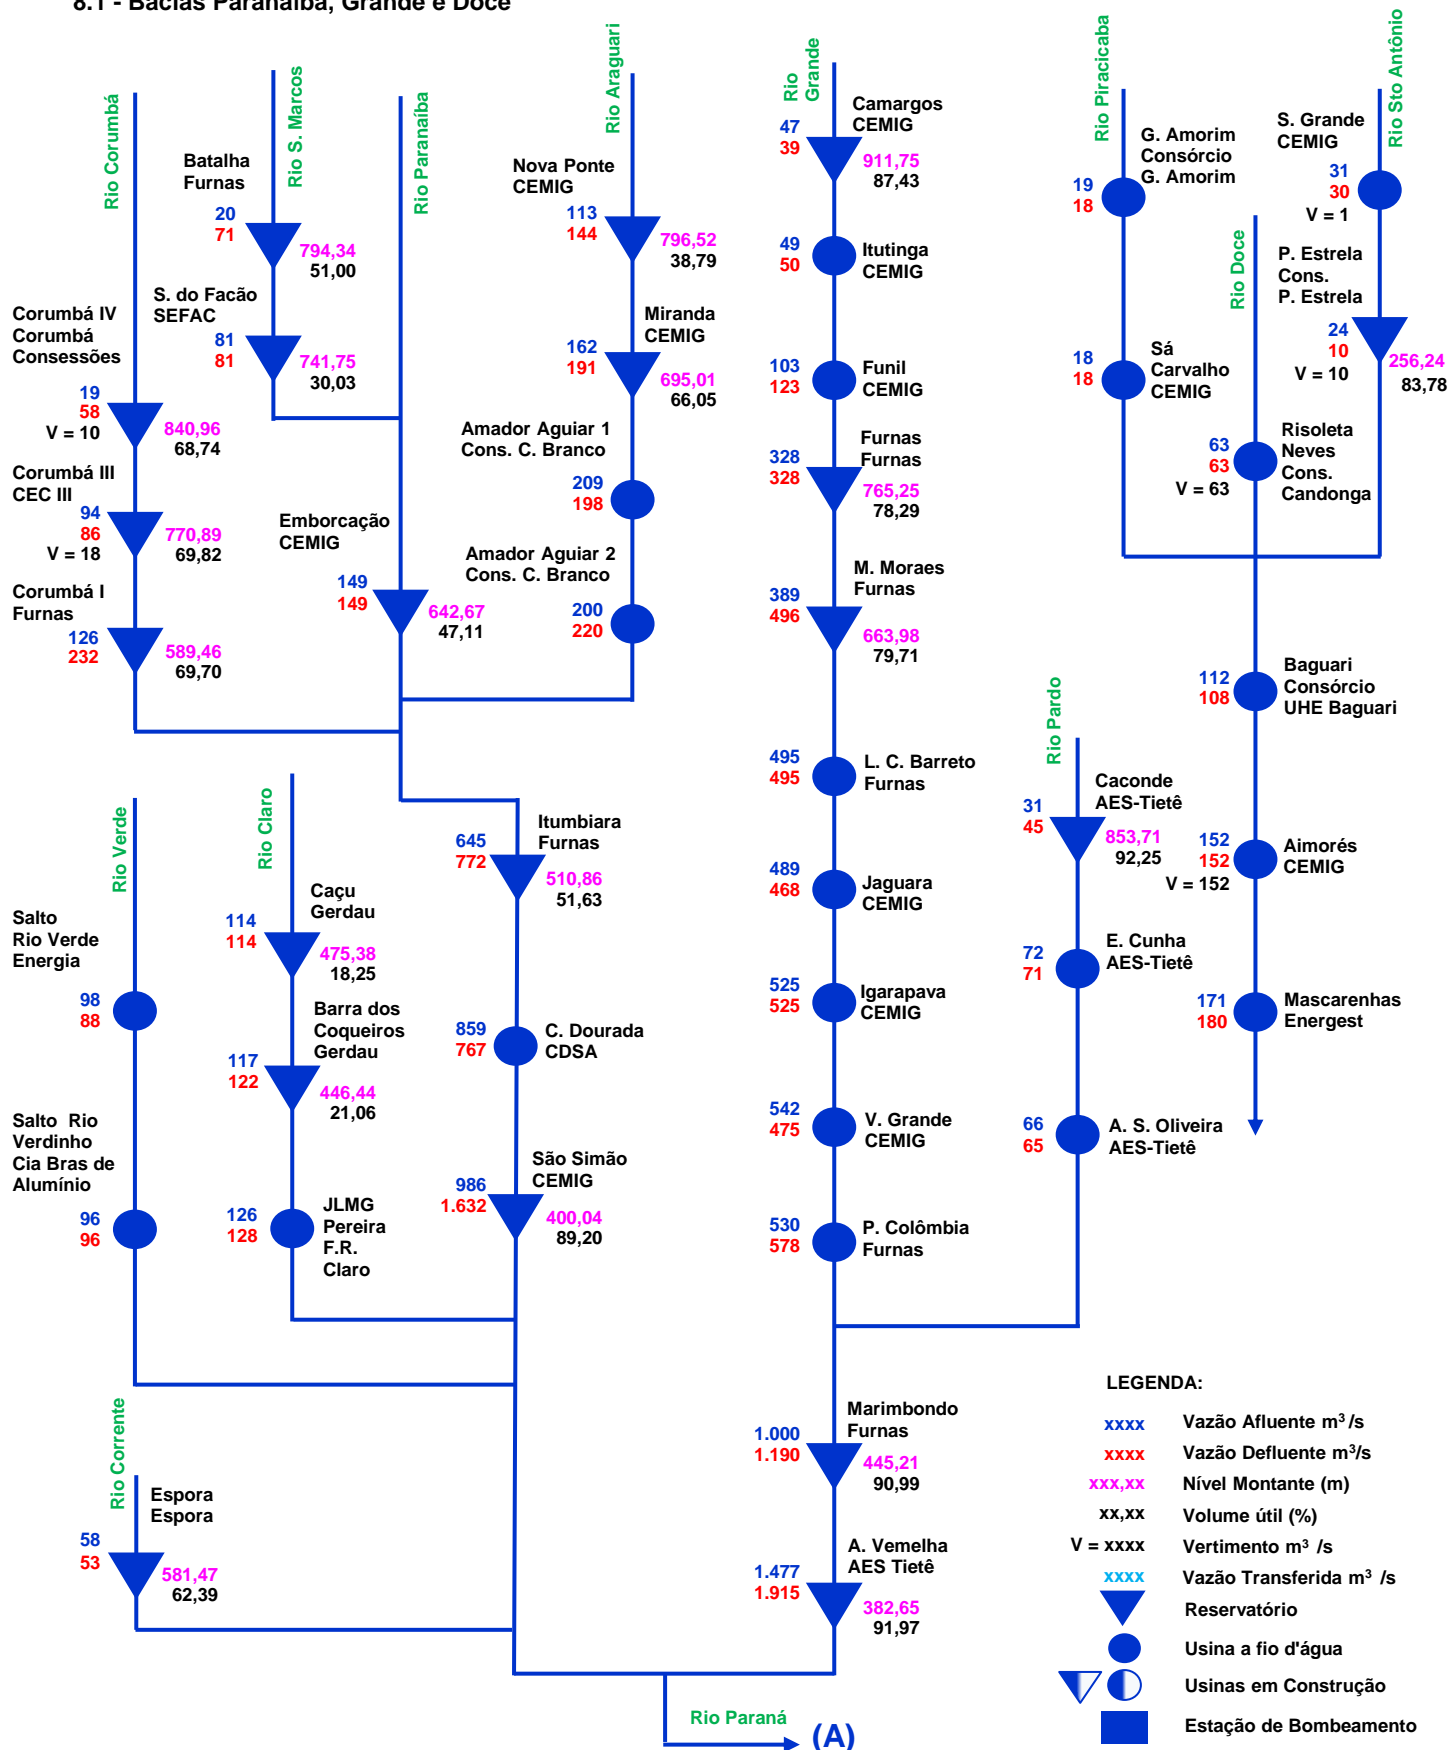 8.1 - Bacias Paranaíba, Grande e Doce
Rio Corumbá
Rio S. Marcos
Rio Paranaíba
Rio Araguari
Rio
Grande
Rio Piracicaba
Rio Doce
Rio Sto Antônio
Corumbá IV
Corumbá
Consessões
19
58
V = 10
840,96
68,74
Corumbá III
CEC III
94
86
V = 18
770,89
69,82
Corumbá I
Furnas
126
232
589,46
69,70
Batalha
Furnas
20
71
794,34
51,00
S. do Facão
SEFAC
81
81
741,75
30,03
Emborcação
CEMIG
149
149
642,67
47,11
Nova Ponte
CEMIG
113
144
796,52
38,79
Miranda
CEMIG
162
191
695,01
66,05
Amador Aguiar 1
Cons. C. Branco
209
198
Amador Aguiar 2
Cons. C. Branco
200
220
Camargos
CEMIG
47
39
911,75
87,43
49
50
Itutinga
CEMIG
103
123
Funil
CEMIG
Furnas
Furnas
328
328
765,25
78,29
M. Moraes
Furnas
389
496
663,98
79,71
495
495
L. C. Barreto
Furnas
489
468
Jaguara
CEMIG
525
525
Igarapava
CEMIG
542
475
V. Grande
CEMIG
530
578
P. Colômbia
Furnas
G. Amorim
Consórcio
G. Amorim
19
18
Sá
Carvalho
CEMIG
18
18
S. Grande
CEMIG
31
30
V = 1
P. Estrela
Cons.
P. Estrela
24
10
V = 10
256,24
83,78
Risoleta
Neves
Cons.
Candonga
63
63
V = 63
Baguari
Consórcio
UHE Baguari
112
108
Aimorés
CEMIG
152
152
V = 152
Mascarenhas
Energest
171
180
Rio Pardo
Caconde
AES-Tietê
31
45
853,71
92,25
E. Cunha
AES-Tietê
72
71
A. S. Oliveira
AES-Tietê
66
65
Rio Verde
Salto
Rio Verde
Energia
98
88
Salto Rio
Verdinho
Cia Bras de
Alumínio
96
96
Rio Claro
Caçu
Gerdau
114
114
475,38
18,25
Barra dos
Coqueiros
Gerdau
117
122
446,44
21,06
JLMG
Pereira
F.R.
Claro
126
128
Itumbiara
Furnas
645
772
510,86
51,63
C. Dourada
CDSA
859
767
São Simão
CEMIG
986
1.632
400,04
89,20
Rio Corrente
Espora
Espora
58
53
581,47
62,39
Marimbondo
Furnas
1.000
1.190
445,21
90,99
A. Vemelha
AES Tietê
1.477
1.915
382,65
91,97
Rio Paraná
(A)
LEGENDA:
xxxx Vazão Afluente m³/s
xxxx Vazão Defluente m³/s
xxx,xx Nível Montante (m)
xx,xx Volume útil (%)
V = xxxx Vertimento m³ /s
xxxx Vazão Transferida m³ /s
Reservatório
Usina a fio d'água
Usinas em Construção
Estação de Bombeamento